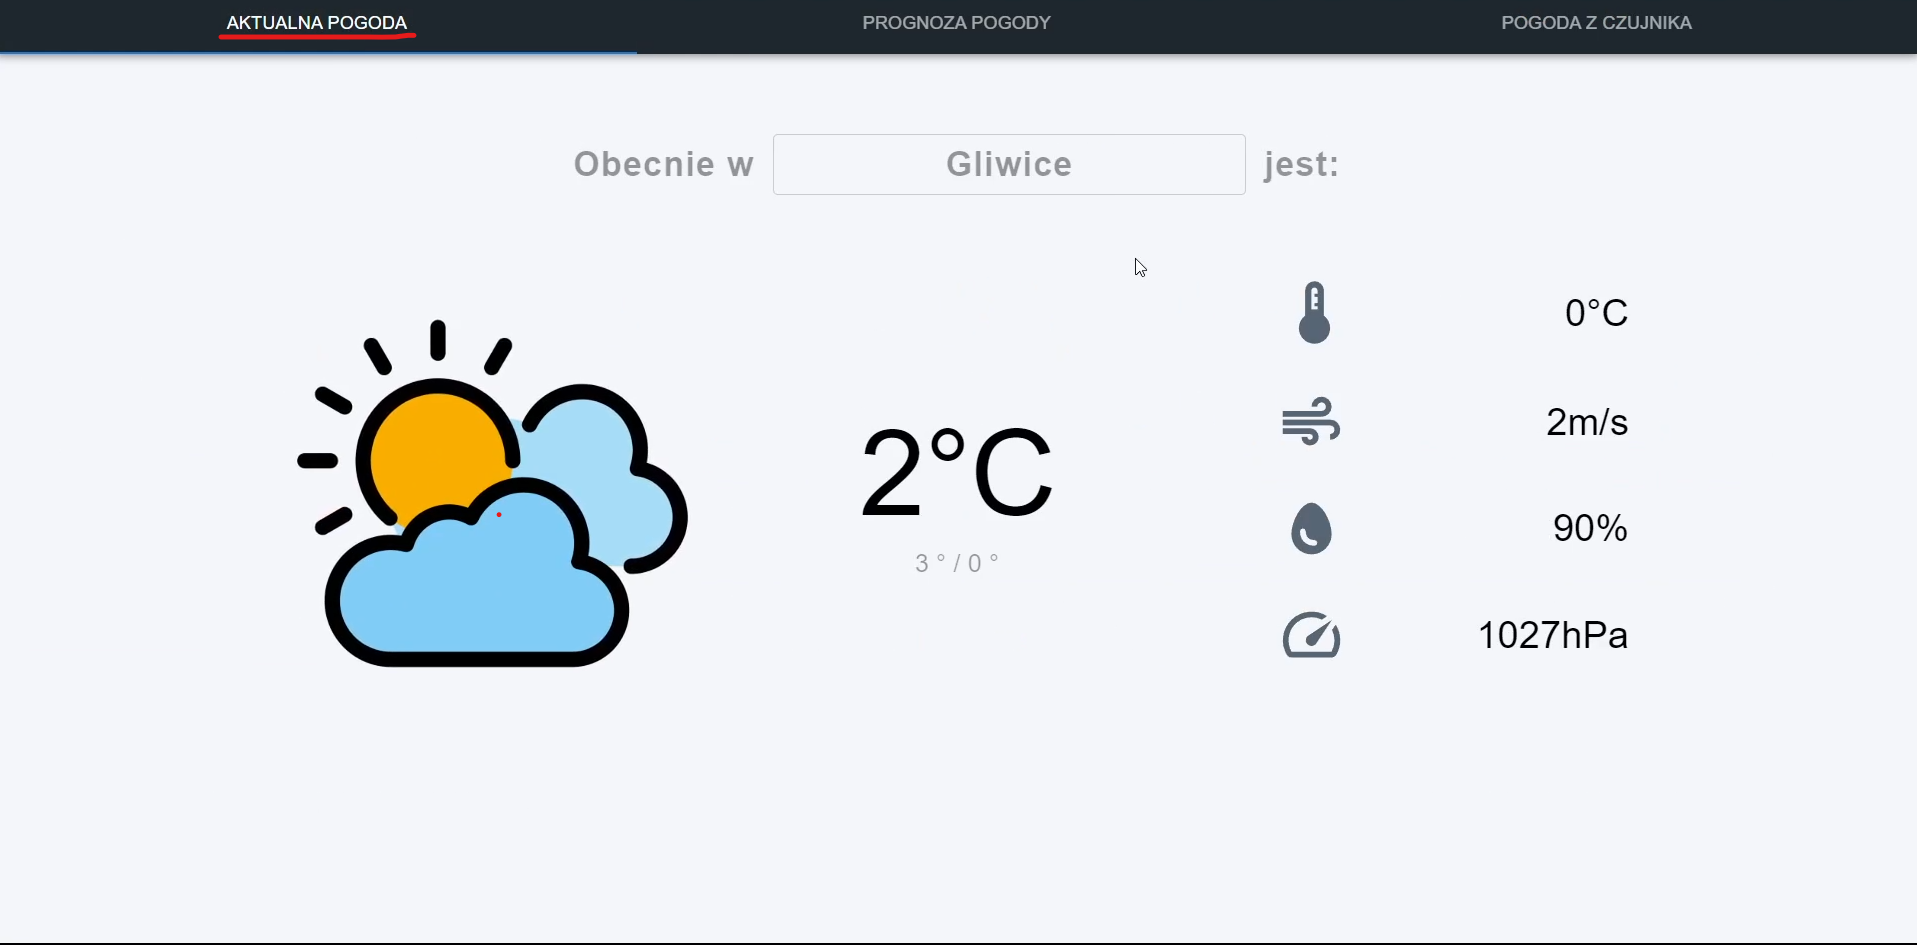 AKTUALNA POGODA
PROGNOZA POGODY
POGODA Z CZUJNIKA
Obecnie w Gliwice jest:
0°C
2m/s
2°C
90%
3 ° / 0 °
1027hPa